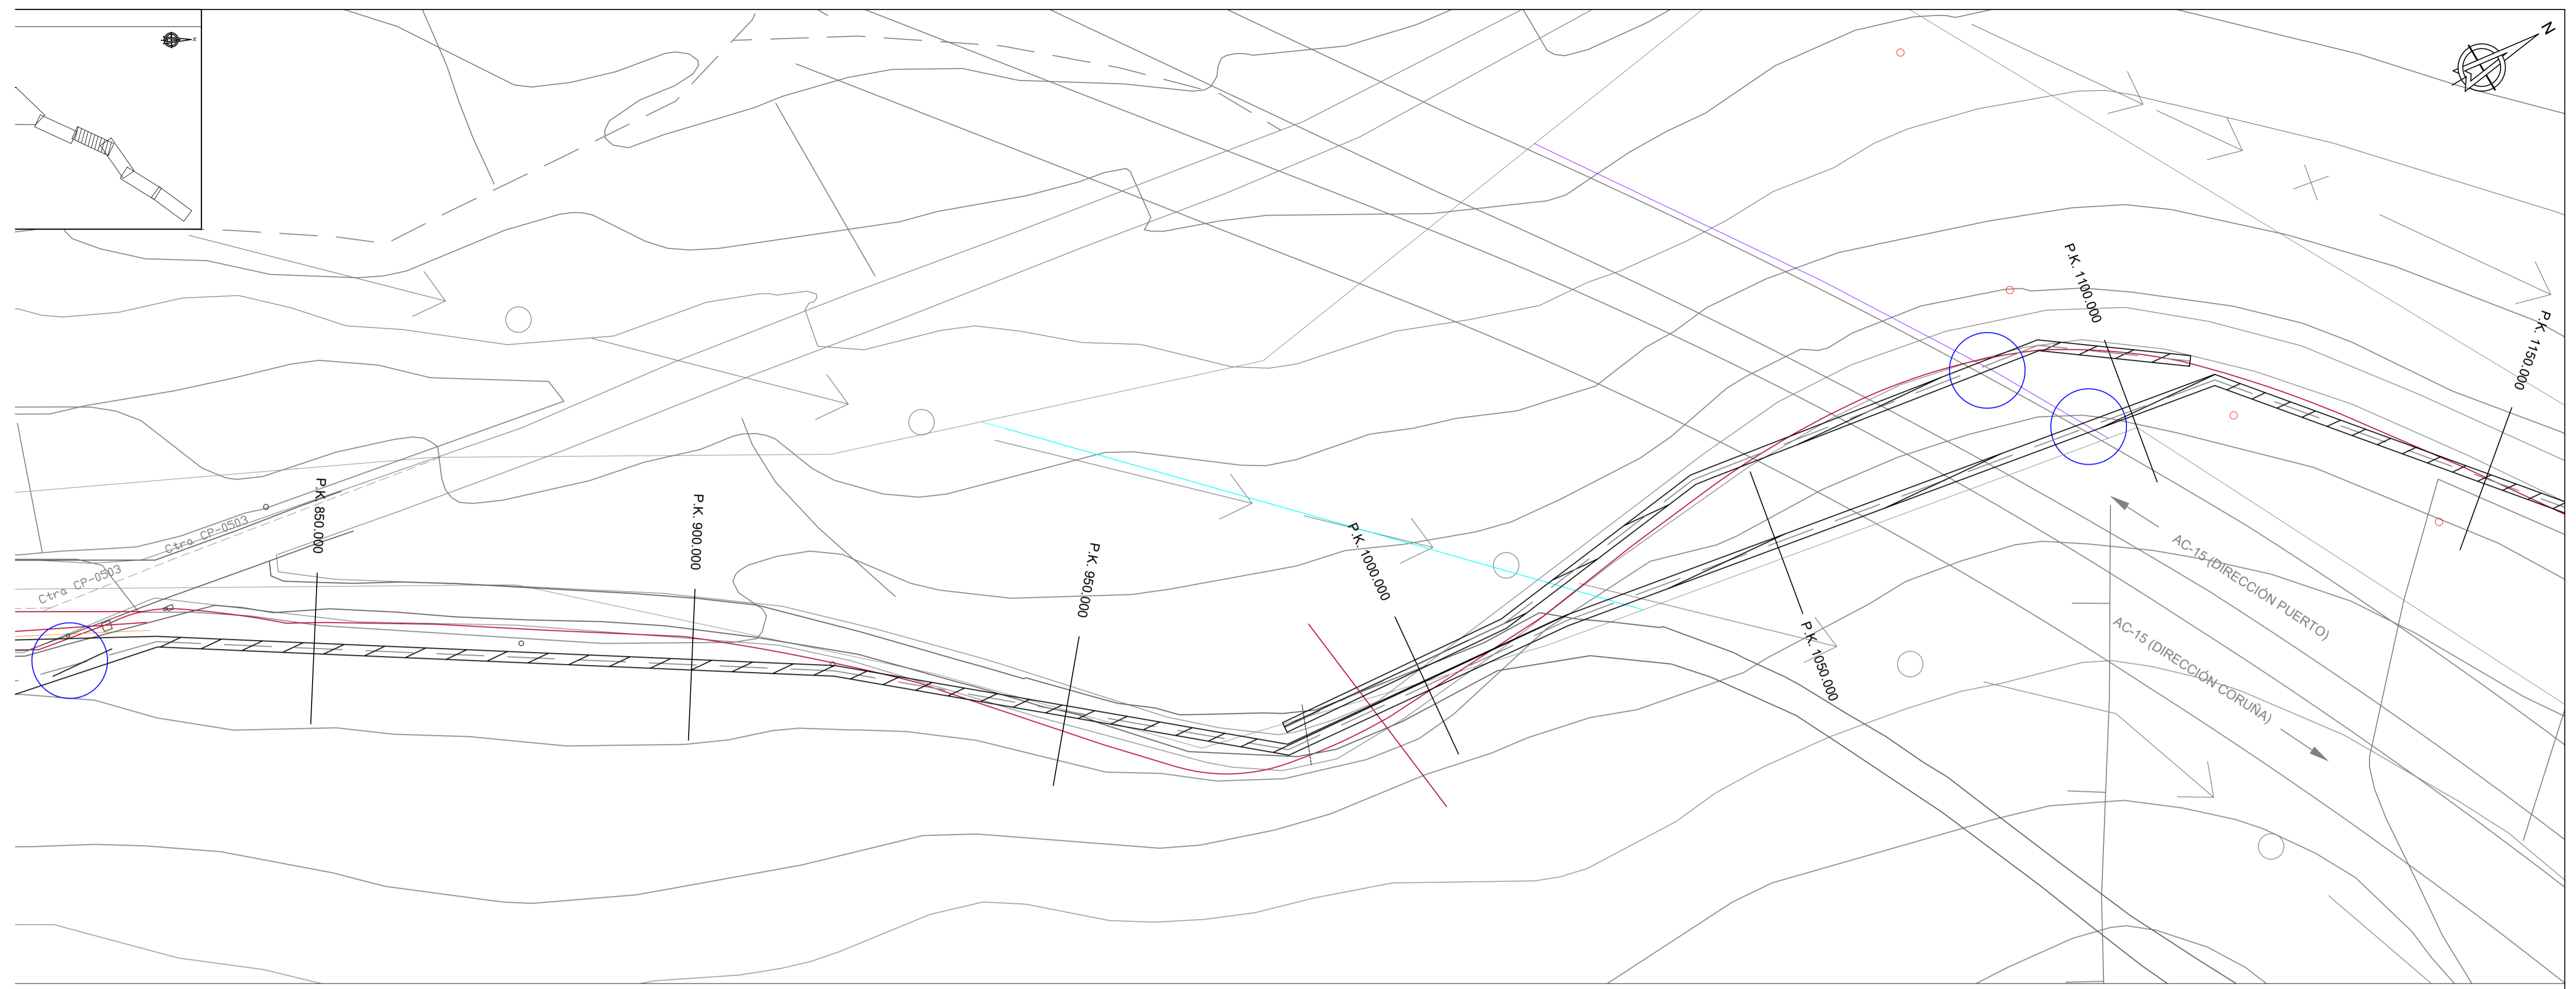 N
N
P.K. 1100.000
P.K. 1150.000
P.K. 850.000
P.K. 900.000
P.K. 950.000
P.K. 1000.000
P.K. 1050.000
Ctra CP-0503
Ctra CP-0503
AC-15 (DIRECCIÓN PUERTO)
AC-15 (DIRECCIÓN CORUÑA)